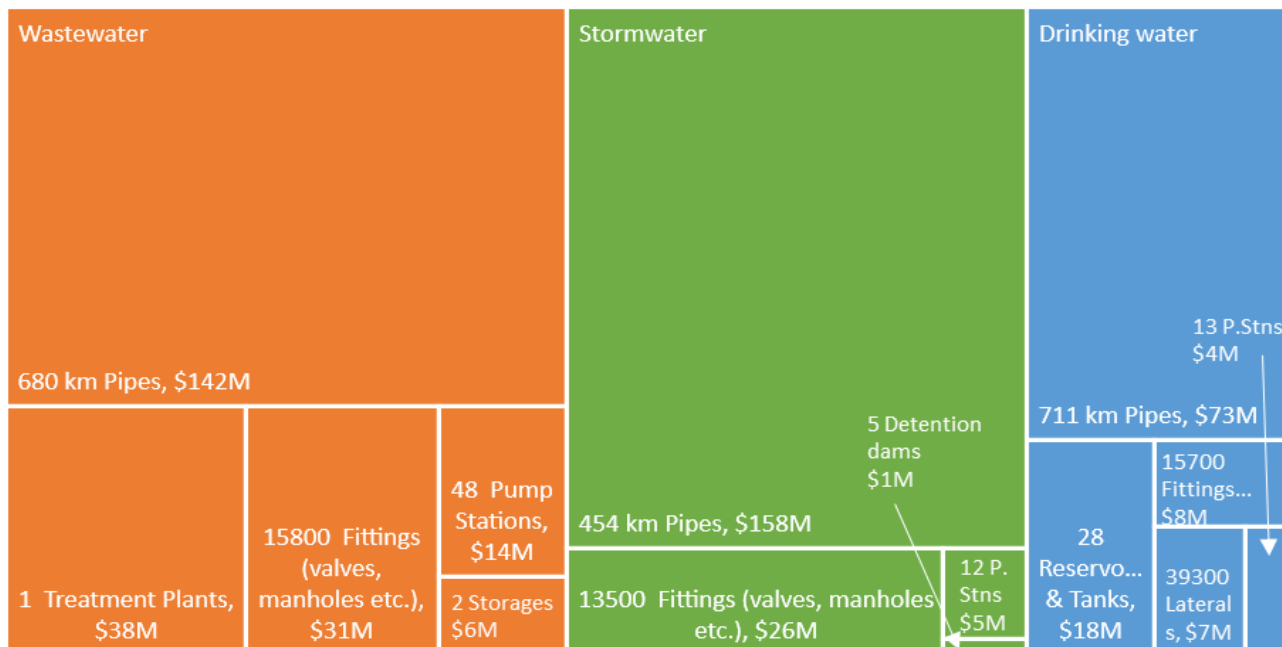 Wastewater
680 km Pipes, $142M
1 Treatment Plants,
$38M
15800 Fittings
(valves,
manholes etc.),
$31M
48 Pump
Stations,
$14M
2 Storages
$6M
Stormwater
454 km Pipes, $158M
13500 Fittings (valves, manholes
etc.), $26M
12 P.
Stns
$5M
5 Detention
dams
$1M
Drinking water
711 km Pipes, $73M
13 P.Stns
$4M
28
Reservo...
& Tanks,
$18M
15700
Fittings...
$8M
39300
Lateral
s, $7M